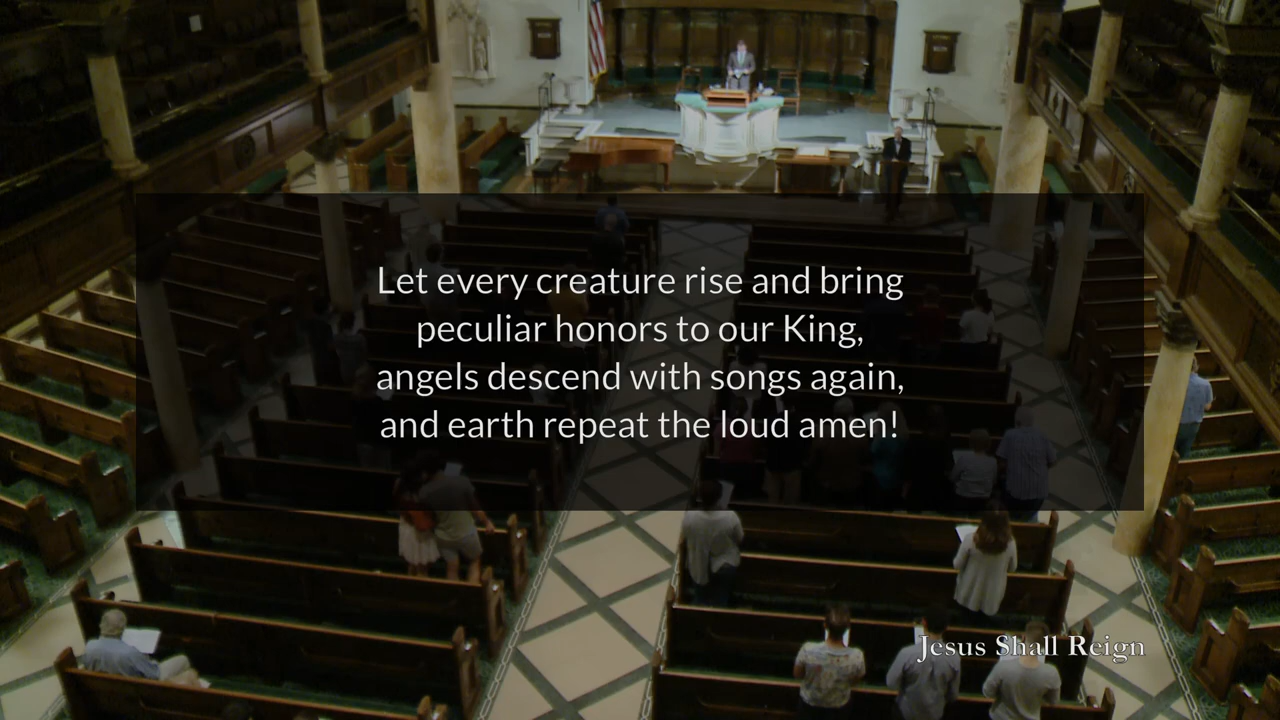 Let every creature rise and bring
peculiar honors to our King,
angels descend with songs again,
and earth repeat the loud amen!
Jesus Shall Reign